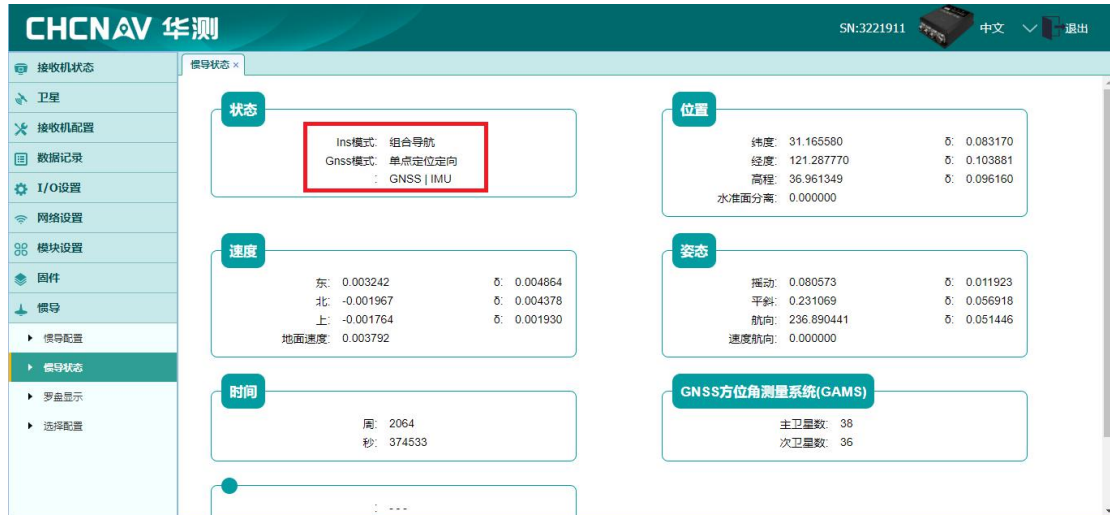 CHCNAV 华测
SN:3221911 中文 退出
接收机状态
卫星
接收机配置
数据记录
I/O设置
网络设置
模块设置
固件
惯导
惯导配置
惯导状态
罗盘显示
选择配置
惯导状态 ×
状态
Ins模式: 组合导航
Gnss模式: 单点定位定向
: GNSS | IMU
位置
纬度: 31.165580 δ: 0.083170
经度: 121.287770 δ: 0.103881
高程: 36.961349 δ: 0.096160
水准面分离: 0.000000
速度
东: 0.003242 δ: 0.004864
北: -0.001967 δ: 0.004378
上: -0.001764 δ: 0.001930
地面速度: 0.003792
姿态
摇动: 0.080573 δ: 0.011923
平斜: 0.231069 δ: 0.056918
航向: 236.890441 δ: 0.051446
速度航向: 0.000000
时间
周: 2064
秒: 374533
GNSS方位角测量系统(GAMS)
主卫星数: 38
次卫星数: 36
: ---